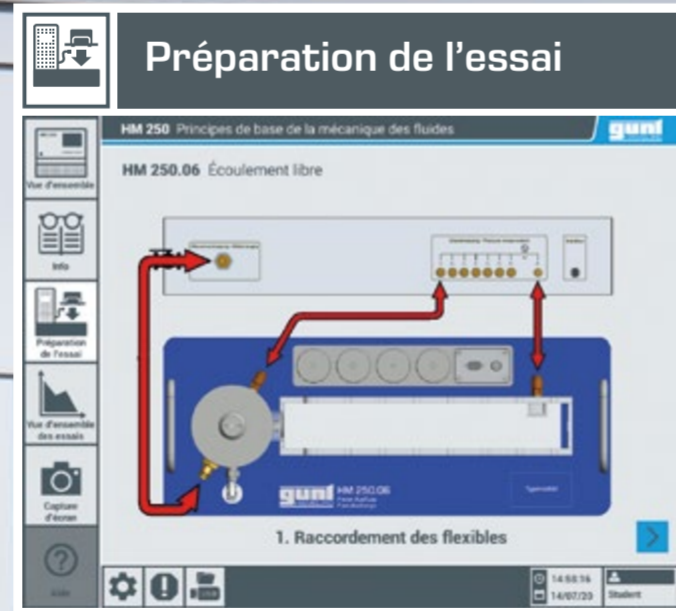 Préparation de l'essai
HM 250 Principes de base de la mécanique des fluides
gunt
HM 250.06 Écoulement libre
Vue d'ensemble
Info
Préparation
de l'essai
Vue d'ensemble
des essais
Capture
d'écran
gunt HM 250.06
1. Raccordement des flexibles
14:58:16
14/07/20
Student